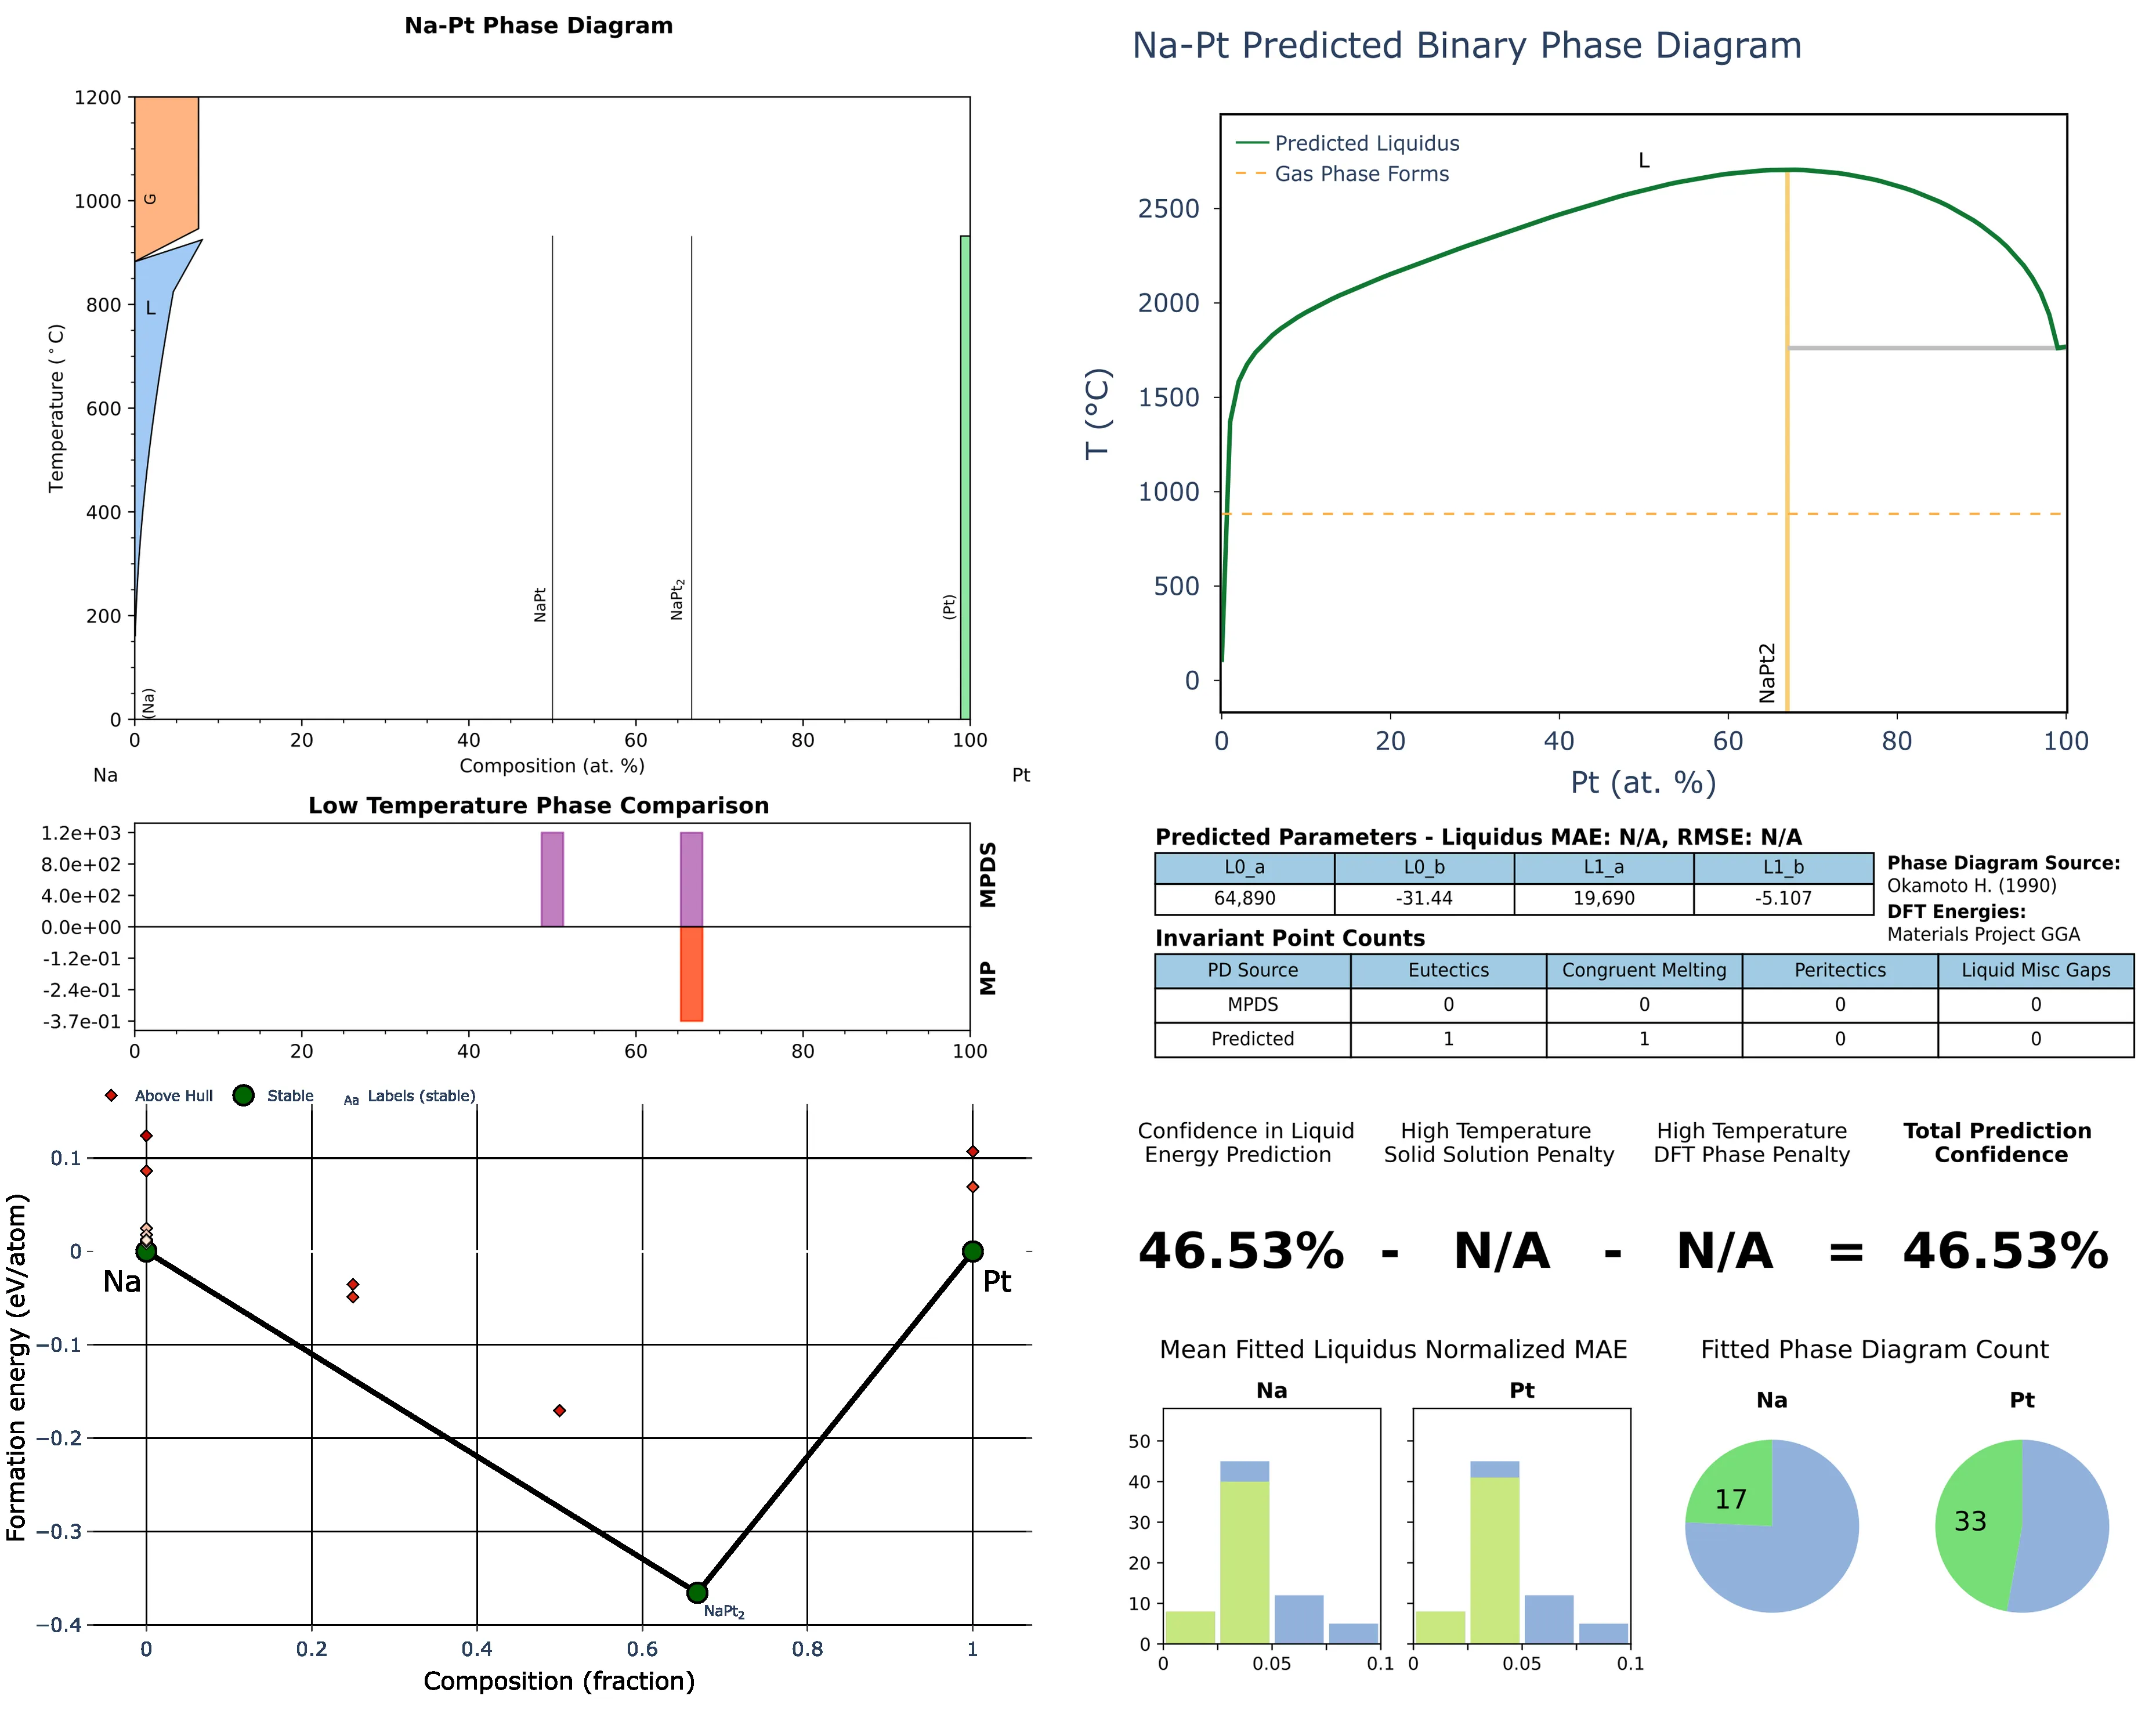 Na-Pt Phase Diagram
1200
1000
800
600
400
200
0
Temperature (°C)
G
L
(Na)
NaPt
NaPt₂
(Pt)
0 20 40 60 80 100
Composition (at. %)
Na Pt
Low Temperature Phase Comparison
1.2e+03
8.0e+02
4.0e+02
0.0e+00
-1.2e-01
-2.4e-01
-3.7e-01
MPDS
MP
0 20 40 60 80 100
Above Hull Stable Aa Labels (stable)
0.1
0
−0.1
−0.2
−0.3
−0.4
Formation energy (eV/atom)
Na
Pt
NaPt₂
0 0.2 0.4 0.6 0.8 1
Composition (fraction)
Na-Pt Predicted Binary Phase Diagram
Predicted Liquidus
Gas Phase Forms
L
2500
2000
1500
1000
500
0
T (°C)
NaPt2
0 20 40 60 80 100
Pt (at. %)
Predicted Parameters - Liquidus MAE: N/A, RMSE: N/A
L0_a L0_b L1_a L1_b
64,890 -31.44 19,690 -5.107
Phase Diagram Source:
Okamoto H. (1990)
DFT Energies:
Materials Project GGA
Invariant Point Counts
PD Source Eutectics Congruent Melting Peritectics Liquid Misc Gaps
MPDS 0 0 0 0
Predicted 1 1 0 0
Confidence in Liquid
Energy Prediction
High Temperature
Solid Solution Penalty
High Temperature
DFT Phase Penalty
Total Prediction
Confidence
46.53% - N/A - N/A = 46.53%
Mean Fitted Liquidus Normalized MAE
Na Pt
50
40
30
20
10
0
0 0.05 0.1 0 0.05 0.1
Fitted Phase Diagram Count
Na Pt
17 33